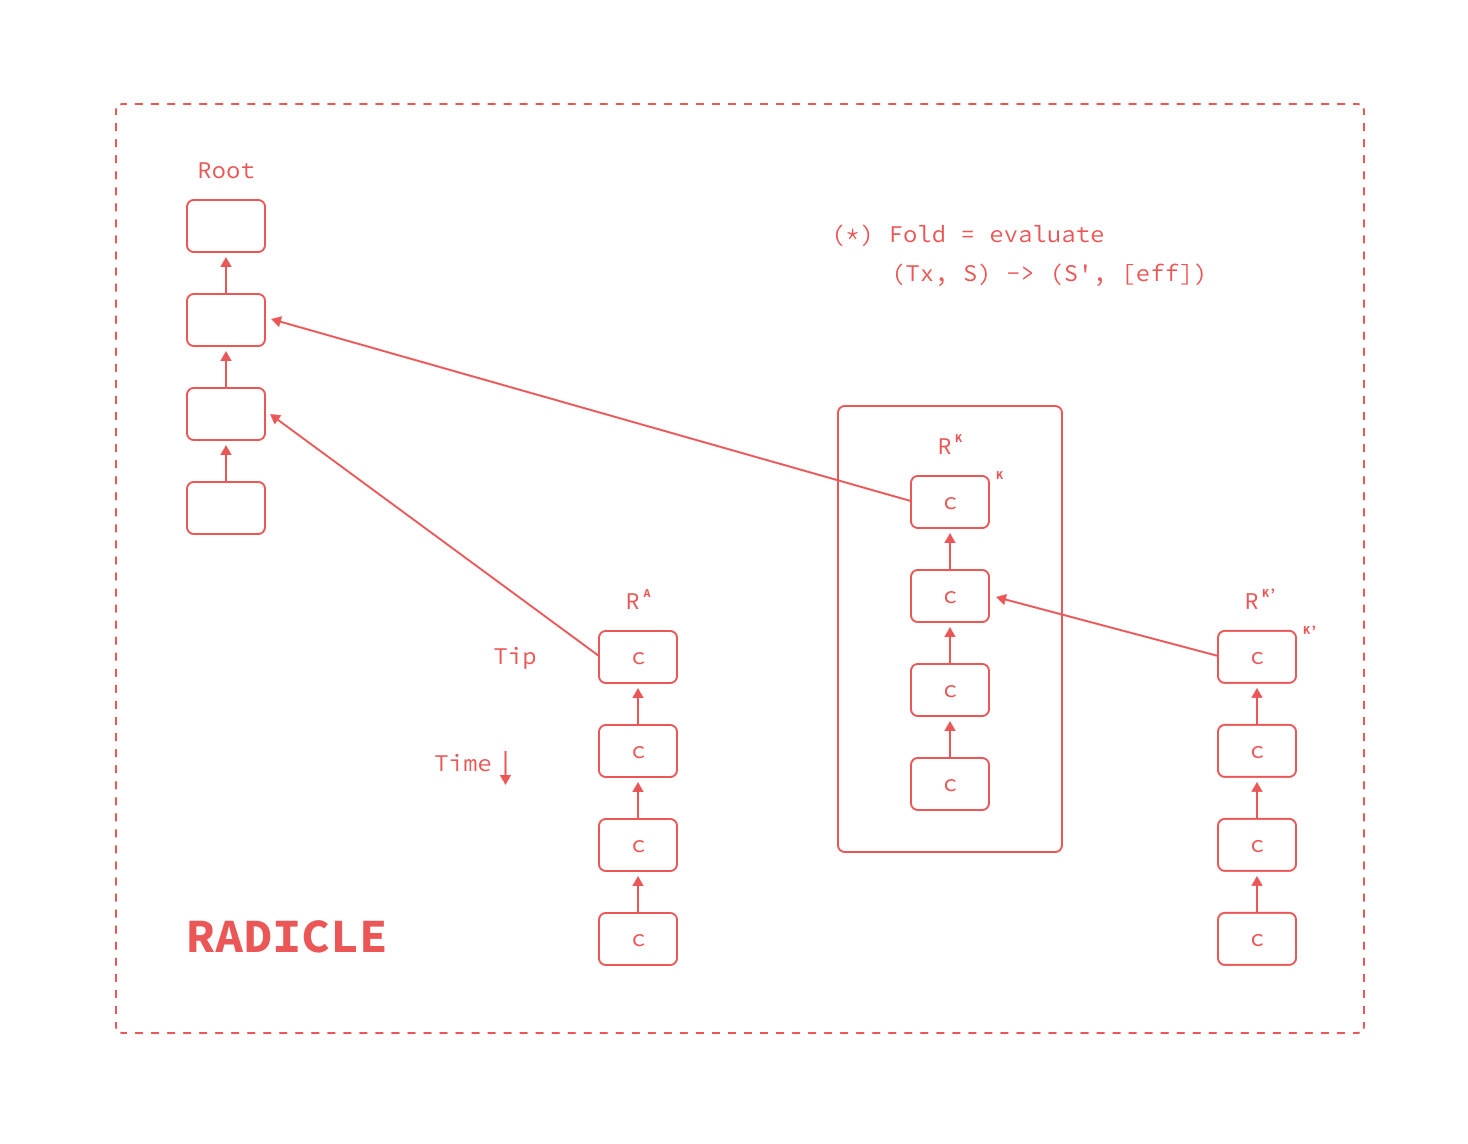 Root
(*) Fold = evaluate
(Tx, S) -> (S', [eff])
R^K
K
C
C
C
C
R^A
Tip
C
C
C
C
Time
R^K’
K’
C
C
C
C
RADICLE